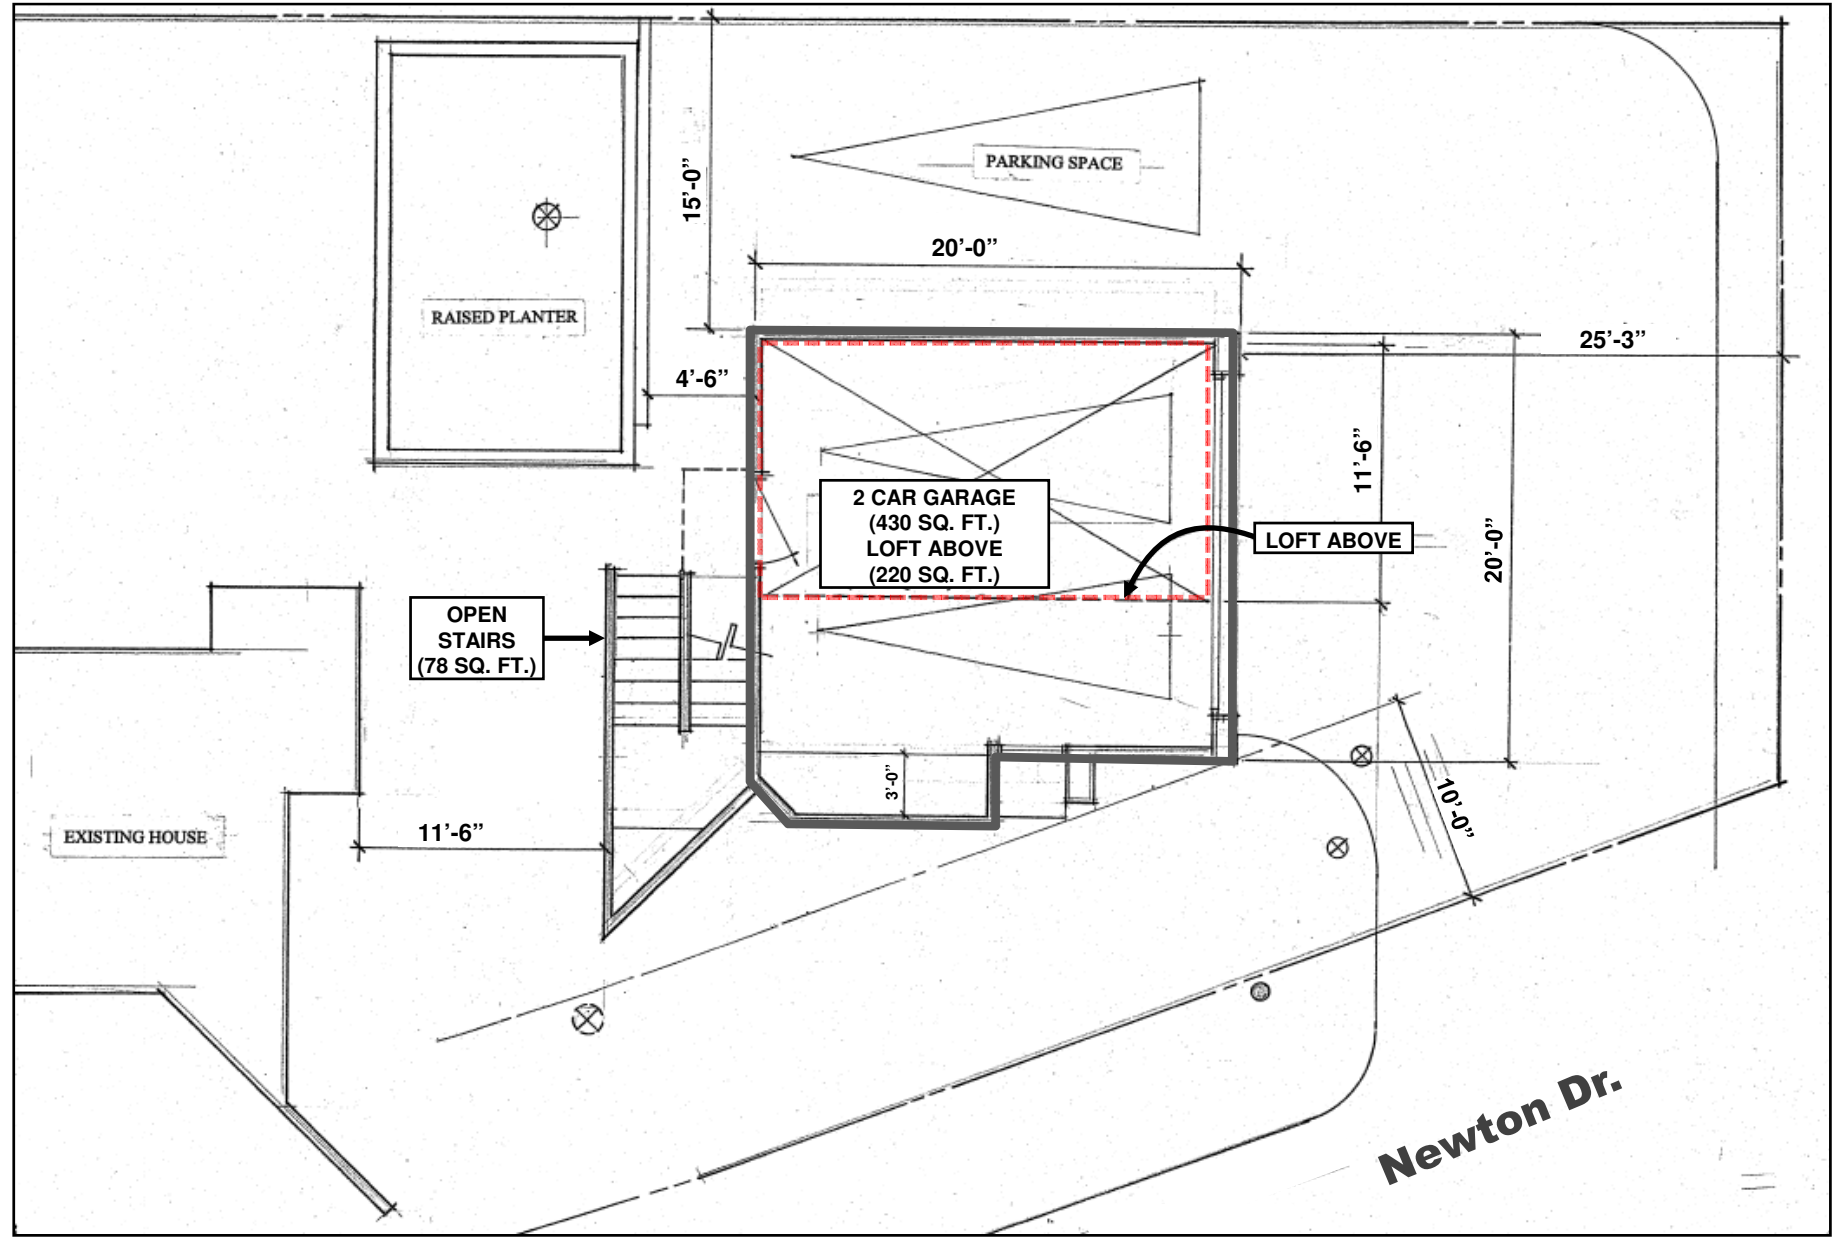 PARKING SPACE
15’-0”
20’-0”
RAISED PLANTER
25’-3”
4’-6”
11’-6”
2 CAR GARAGE
(430 SQ. FT.)
LOFT ABOVE
(220 SQ. FT.)
LOFT ABOVE
20’-0”
OPEN
STAIRS
(78 SQ. FT.)
3’-0”
10’-0”
EXISTING HOUSE
11’-6”
Newton Dr.